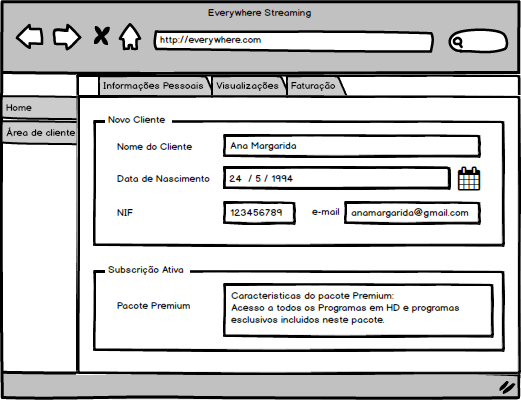 Everywhere Streaming
http://everywhere.com
Informações Pessoais
Visualizações
Faturação
Home
Área de cliente
Novo Cliente
Nome do Cliente
Ana Margarida
Data de Nascimento
24 / 5 / 1994
NIF
123456789
e-mail
anamargarida@gmail.com
Subscrição Ativa
Pacote Premium
Caracteristicas do pacote Premium:
Acesso a todos os Programas em HD e programas
esclusivos incluidos neste pacote.